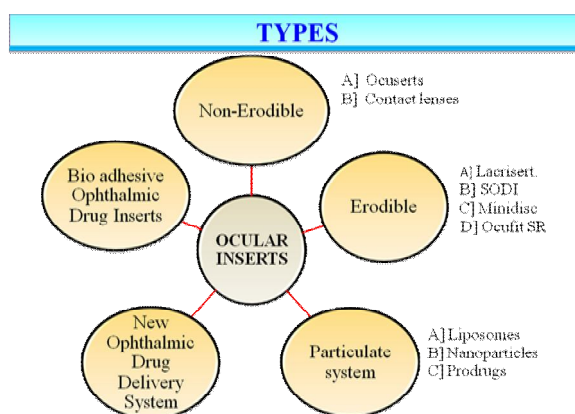 TYPES
Non-Erodible
A] Ocuserts
B] Contact lenses
Bio adhesive
Ophthalmic
Drug Inserts
Erodible
A] Lacrisert.
B] SODI
C] Minidisc
D] Ocufit SR
OCULAR
INSERTS
New
Ophthalmic
Drug
Delivery
System
Particulate
system
A] Liposomes
B] Nanoparticles
C] Prodrugs